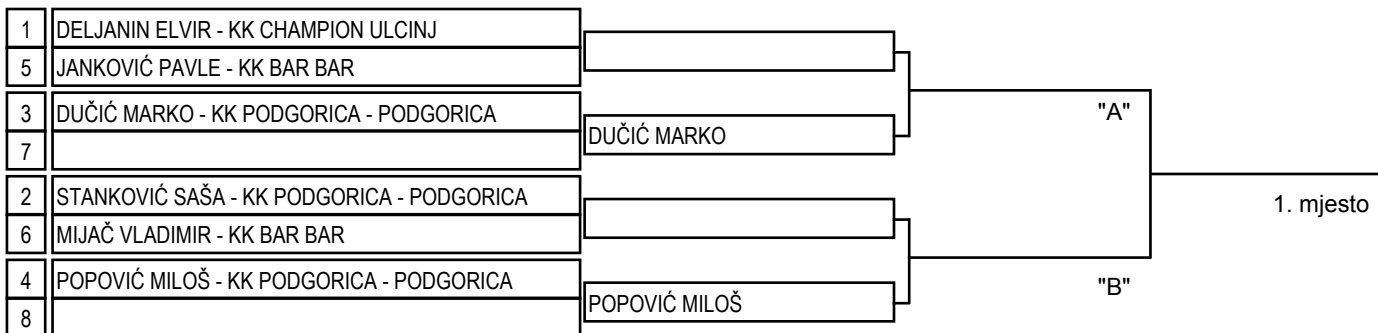 1 DELJANIN ELVIR - KK CHAMPION ULCINJ
5 JANKOVIĆ PAVLE - KK BAR BAR
3 DUČIĆ MARKO - KK PODGORICA - PODGORICA
7
DUČIĆ MARKO
"A"
2 STANKOVIĆ SAŠA - KK PODGORICA - PODGORICA
6 MIJAČ VLADIMIR - KK BAR BAR
1. mjesto
4 POPOVIĆ MILOŠ - KK PODGORICA - PODGORICA
8
POPOVIĆ MILOŠ
"B"